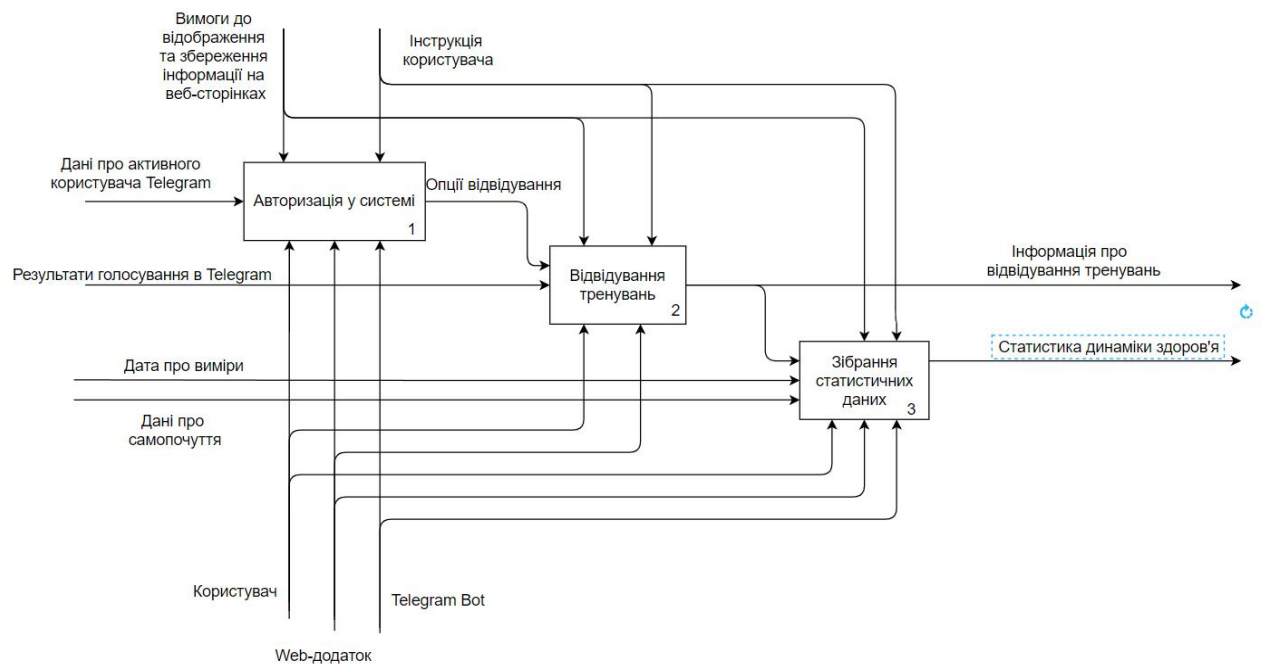 Вимоги до
відображення
та збереження
інформації на
веб-сторінках
Інструкція
користувача
Дані про активного
користувача Telegram
Авторизація у системі
1
Опції відвідування
Результати голосування в Telegram
Відвідування
тренувань
2
Інформація про
відвідування тренувань
Статистика динаміки здоров'я
Дата про виміри
Зібрання
статистичних
даних
3
Дані про
самопочуття
Користувач
Telegram Bot
Web-додаток